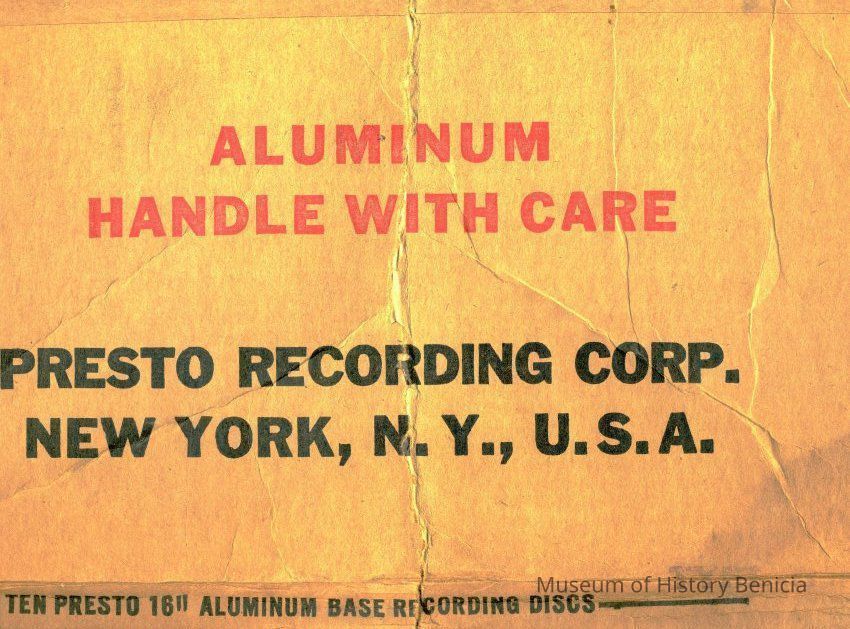 ALUMINUM
HANDLE WITH CARE
PRESTO RECORDING CORP.
NEW YORK, N.Y., U.S.A.
Museum of History Benicia
TEN PRESTO 16" ALUMINUM BASE RECORDING DISCS